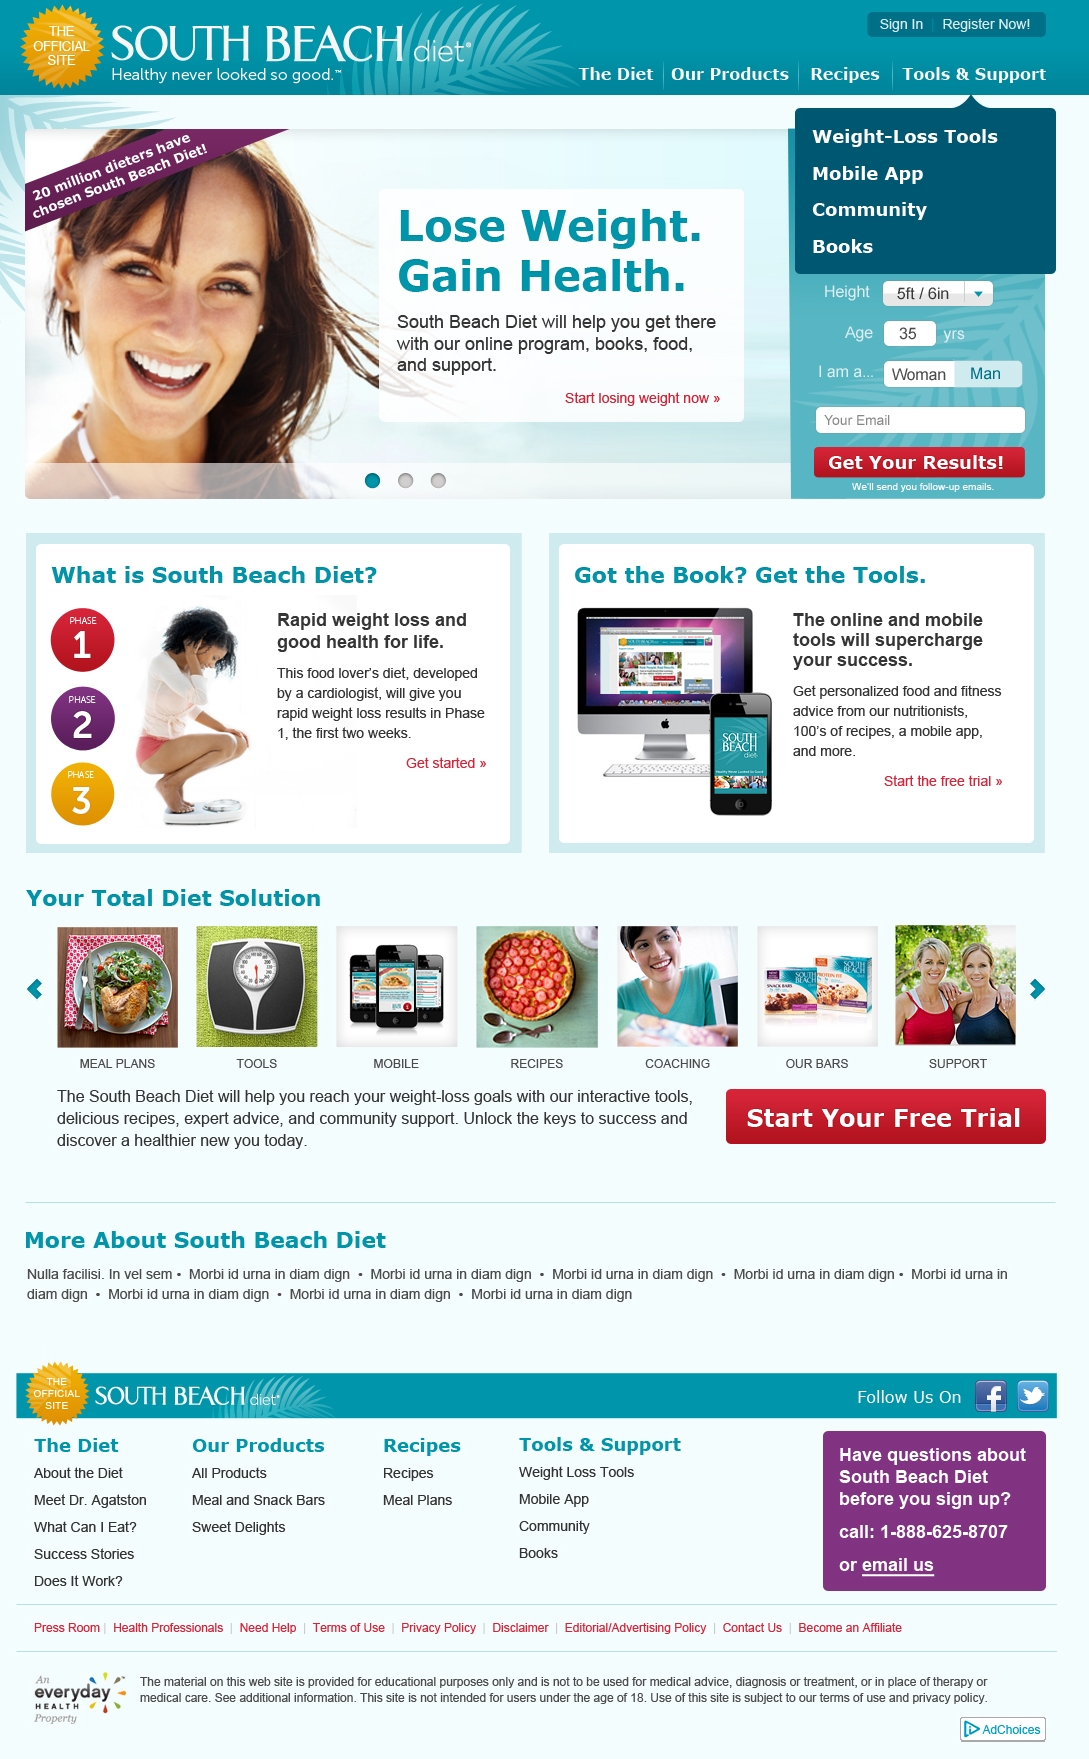 THE
OFFICIAL
SITE
SOUTH BEACH diet®
Healthy never looked so good.™
Sign In | Register Now!
The Diet | Our Products | Recipes | Tools & Support
Weight-Loss Tools
Mobile App
Community
Books
20 million dieters have
chosen South Beach Diet!
Lose Weight.
Gain Health.
South Beach Diet will help you get there
with our online program, books, food,
and support.
Start losing weight now »
Height 5ft / 6in
Age 35 yrs
I am a... Woman Man
Your Email
Get Your Results!
We'll send you follow-up emails.
What is South Beach Diet?
PHASE
1
PHASE
2
PHASE
3
Rapid weight loss and
good health for life.
This food lover's diet, developed
by a cardiologist, will give you
rapid weight loss results in Phase
1, the first two weeks.
Get started »
Got the Book? Get the Tools.
SOUTH
BEACH
diet
The online and mobile
tools will supercharge
your success.
Get personalized food and fitness
advice from our nutritionists,
100's of recipes, a mobile app,
and more.
Start the free trial »
Your Total Diet Solution
SOUTH
BEACH
SNACK BARS
PROTEIN FIT
SOUTH
BEACH
MEAL PLANS
TOOLS
MOBILE
RECIPES
COACHING
OUR BARS
SUPPORT
The South Beach Diet will help you reach your weight-loss goals with our interactive tools,
delicious recipes, expert advice, and community support. Unlock the keys to success and
discover a healthier new you today.
Start Your Free Trial
More About South Beach Diet
Nulla facilisi. In vel sem • Morbi id urna in diam dign • Morbi id urna in diam dign • Morbi id urna in diam dign • Morbi id urna in diam dign • Morbi id urna in
diam dign • Morbi id urna in diam dign • Morbi id urna in diam dign • Morbi id urna in diam dign
THE
OFFICIAL
SITE
SOUTH BEACH diet®
Follow Us On
The Diet
About the Diet
Meet Dr. Agatston
What Can I Eat?
Success Stories
Does It Work?
Our Products
All Products
Meal and Snack Bars
Sweet Delights
Recipes
Recipes
Meal Plans
Tools & Support
Weight Loss Tools
Mobile App
Community
Books
Have questions about
South Beach Diet
before you sign up?
call: 1-888-625-8707
or email us
Press Room | Health Professionals | Need Help | Terms of Use | Privacy Policy | Disclaimer | Editorial/Advertising Policy | Contact Us | Become an Affiliate
An
everyday
HEALTH
Property
The material on this web site is provided for educational purposes only and is not to be used for medical advice, diagnosis or treatment, or in place of therapy or
medical care. See additional information. This site is not intended for users under the age of 18. Use of this site is subject to our terms of use and privacy policy.
AdChoices